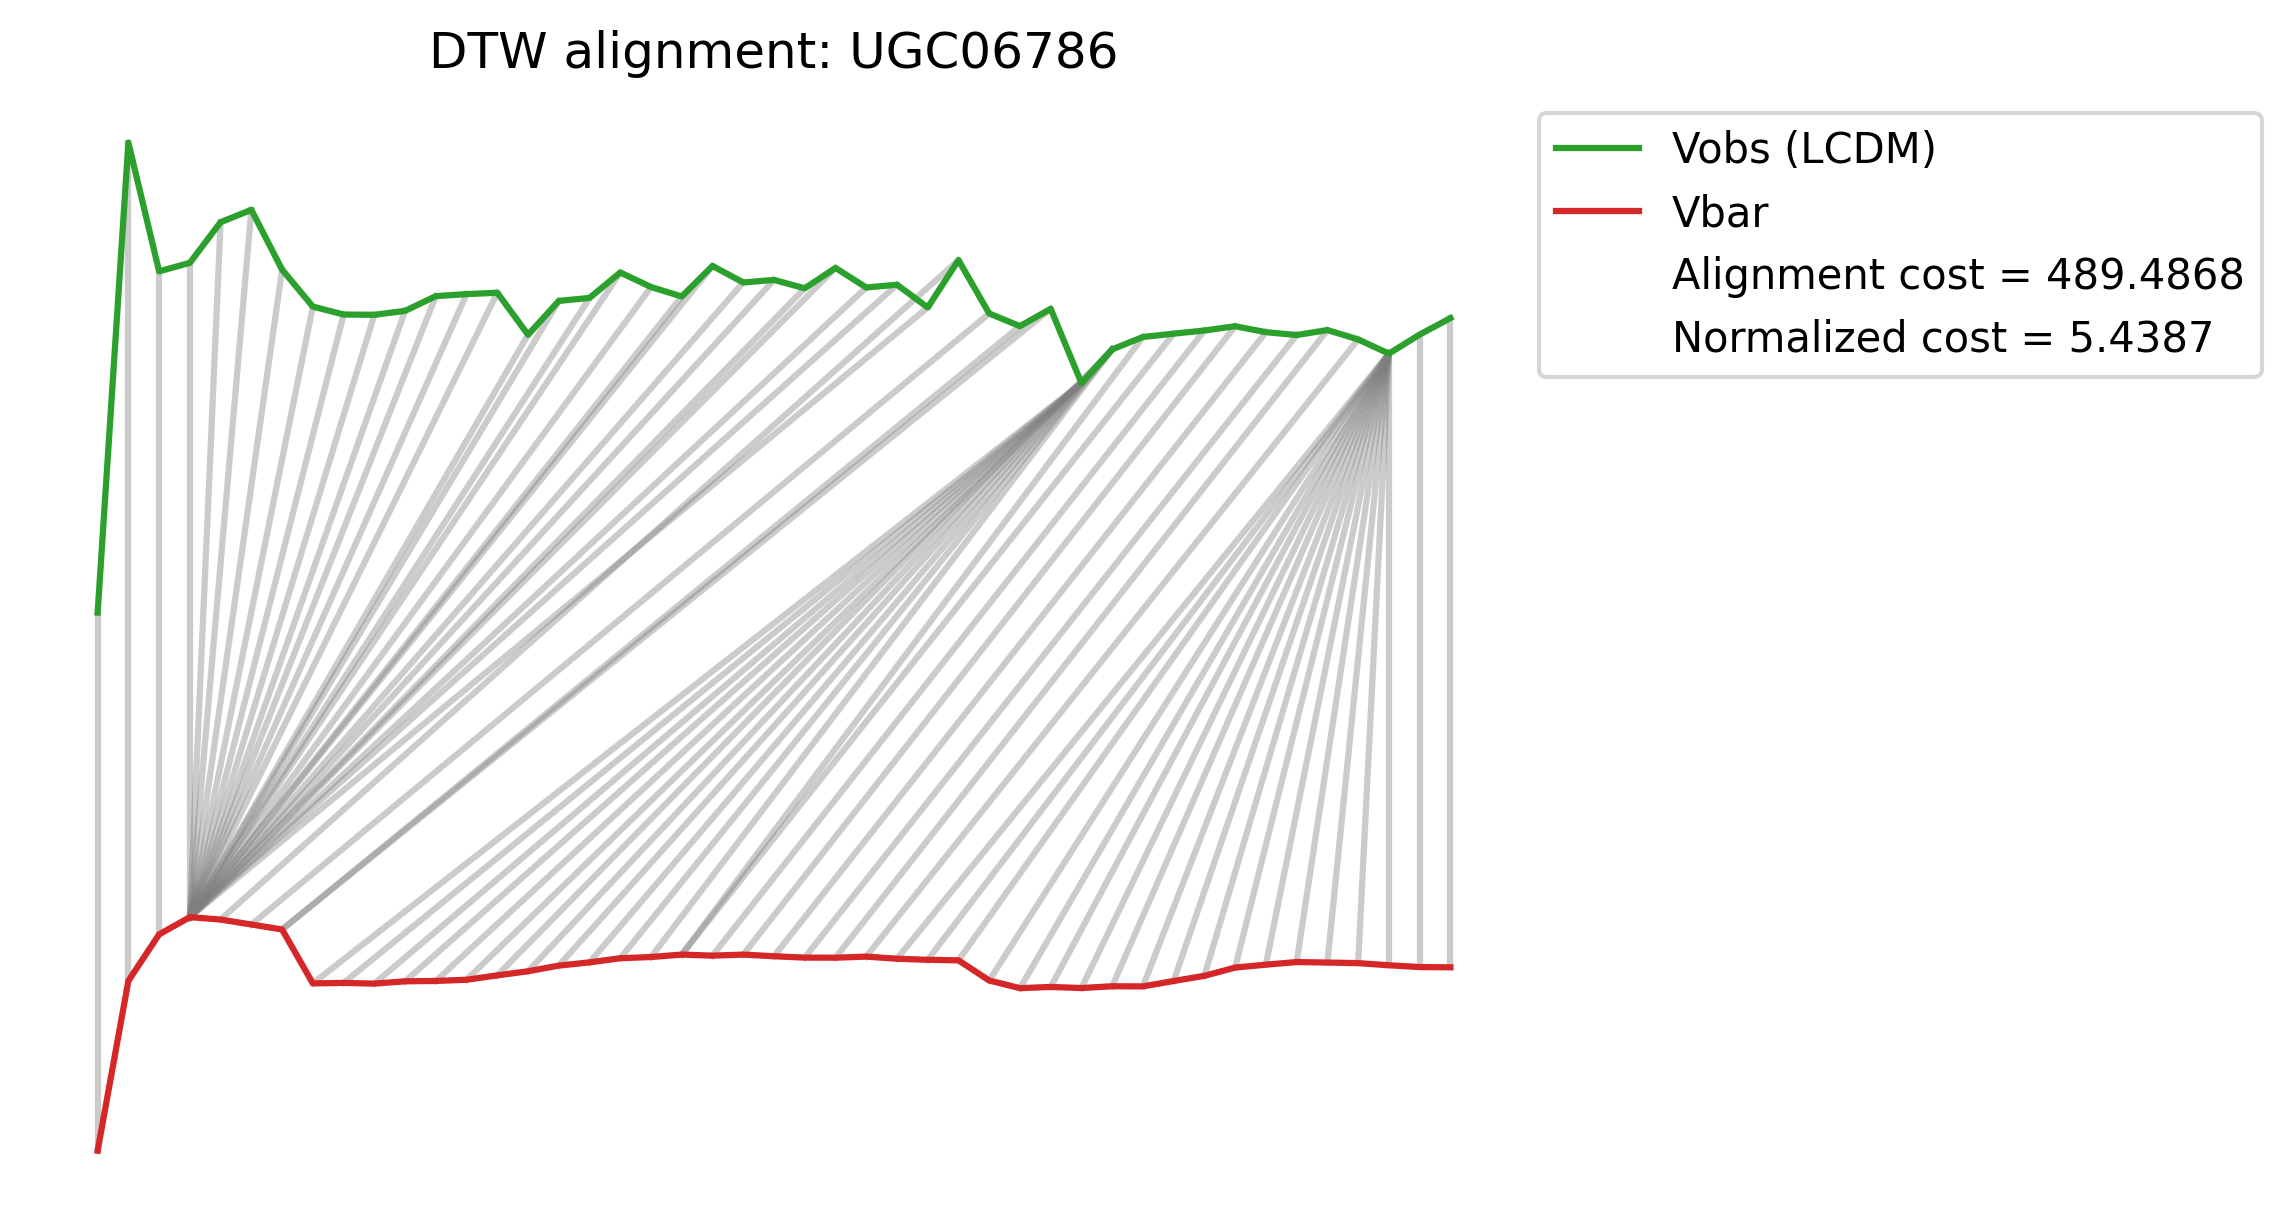 DTW alignment: UGC06786
Vobs (LCDM)
Vbar
Alignment cost = 489.4868
Normalized cost = 5.4387